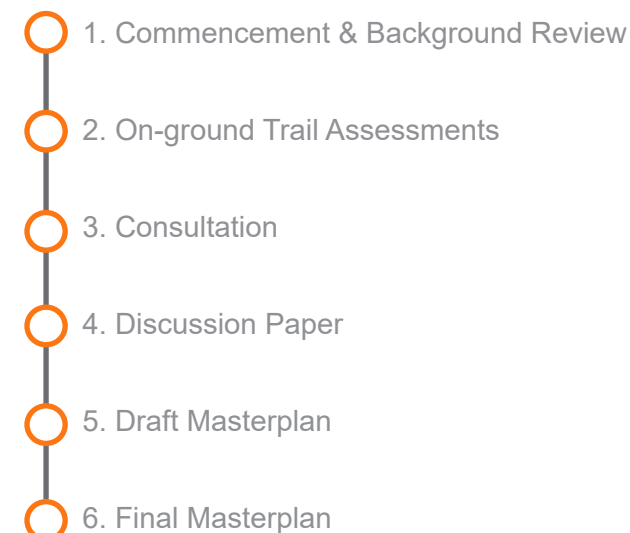 1. Commencement & Background Review
2. On-ground Trail Assessments
3. Consultation
4. Discussion Paper
5. Draft Masterplan
6. Final Masterplan